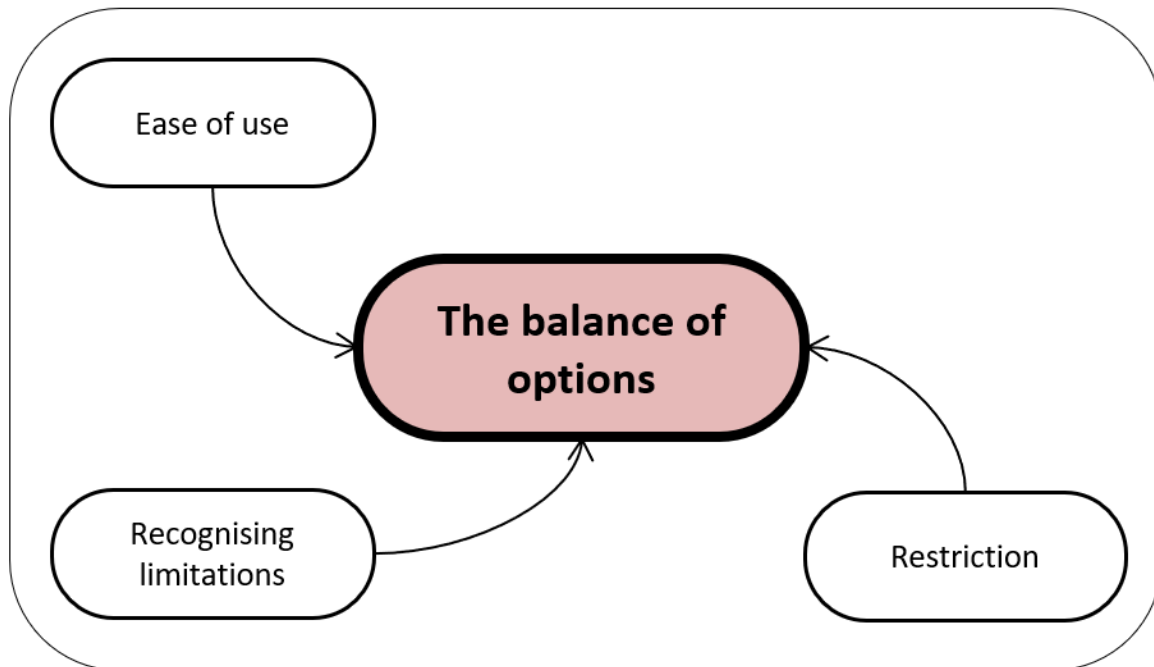 Ease of use
The balance of
options
Recognising
limitations
Restriction